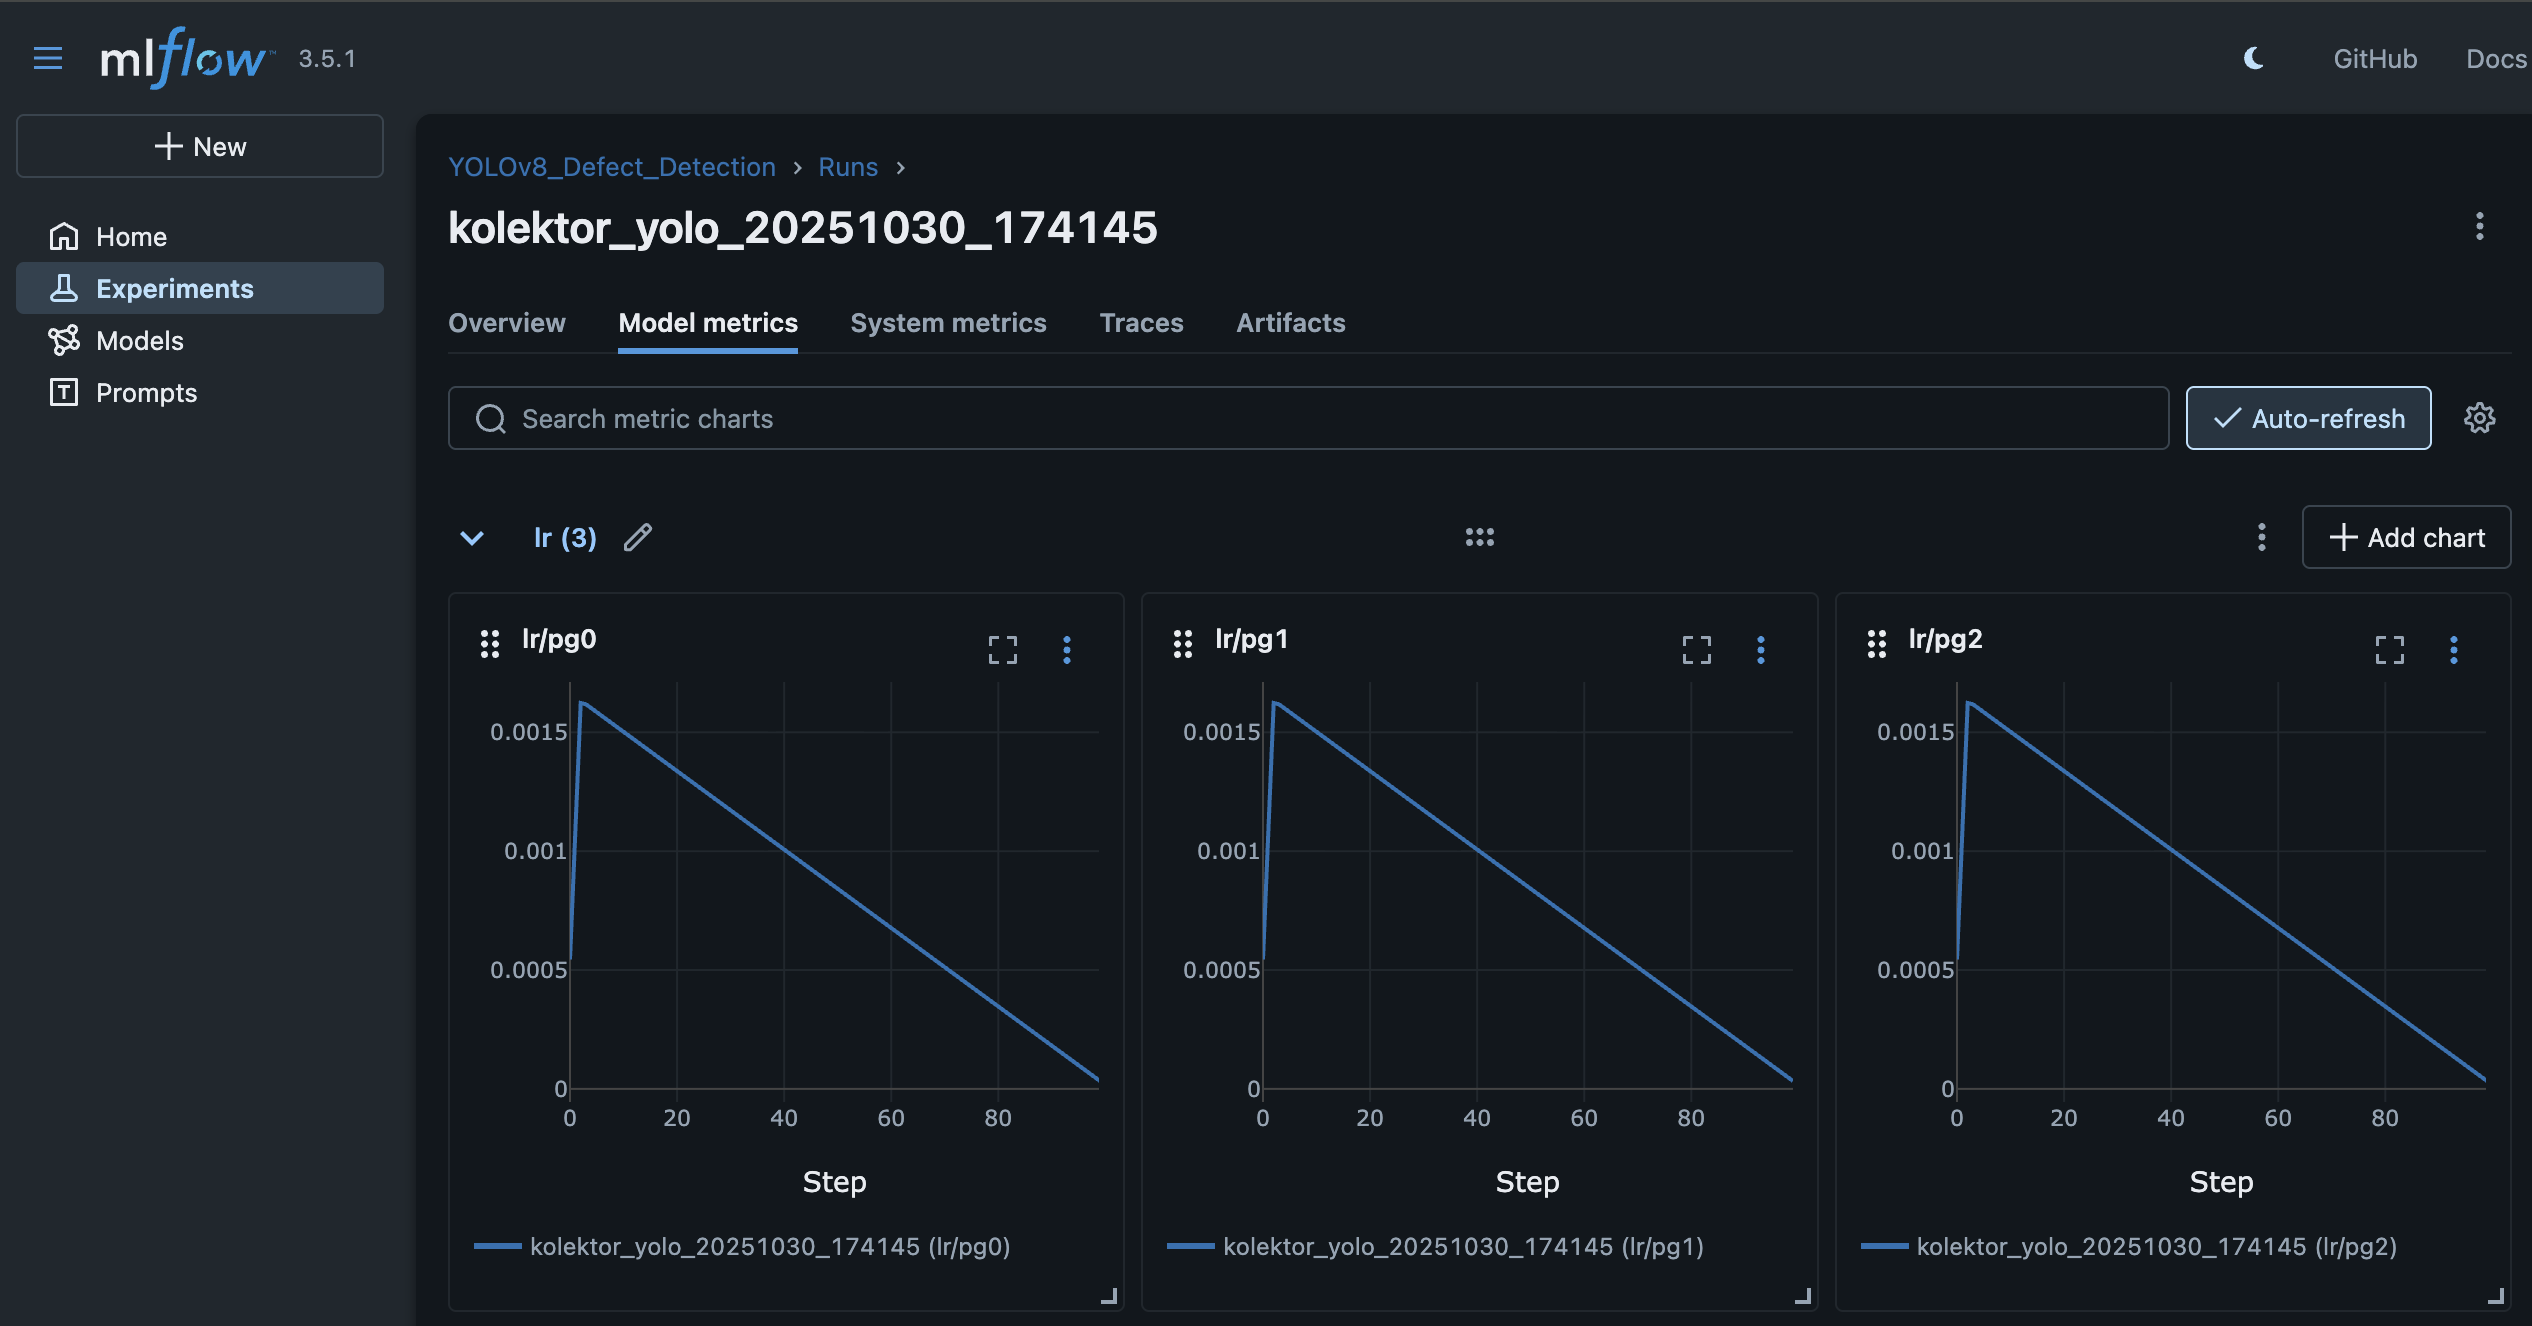 mlflow™ 3.5.1
GitHub
Docs
New
Home
Experiments
Models
Prompts
YOLOv8_Defect_Detection › Runs ›
kolektor_yolo_20251030_174145
Overview
Model metrics
System metrics
Traces
Artifacts
Search metric charts
Auto-refresh
lr (3)
Add chart
lr/pg0
0.0015
0.001
0.0005
0
0 20 40 60 80
Step
kolektor_yolo_20251030_174145 (lr/pg0)
lr/pg1
0.0015
0.001
0.0005
0
0 20 40 60 80
Step
kolektor_yolo_20251030_174145 (lr/pg1)
lr/pg2
0.0015
0.001
0.0005
0
0 20 40 60 80
Step
kolektor_yolo_20251030_174145 (lr/pg2)